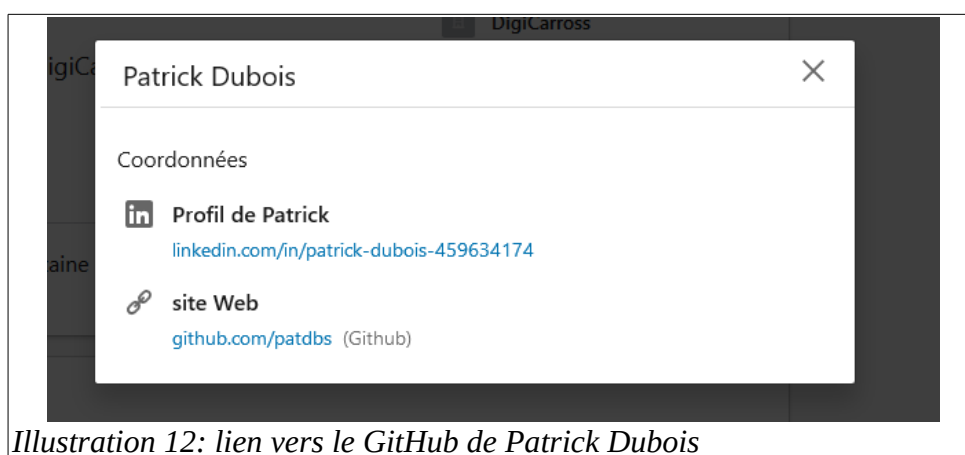 DigiCarross
Patrick Dubois
Coordonnées
Profil de Patrick
linkedin.com/in/patrick-dubois-459634174
site Web
github.com/patdbs (Github)
Illustration 12: lien vers le GitHub de Patrick Dubois